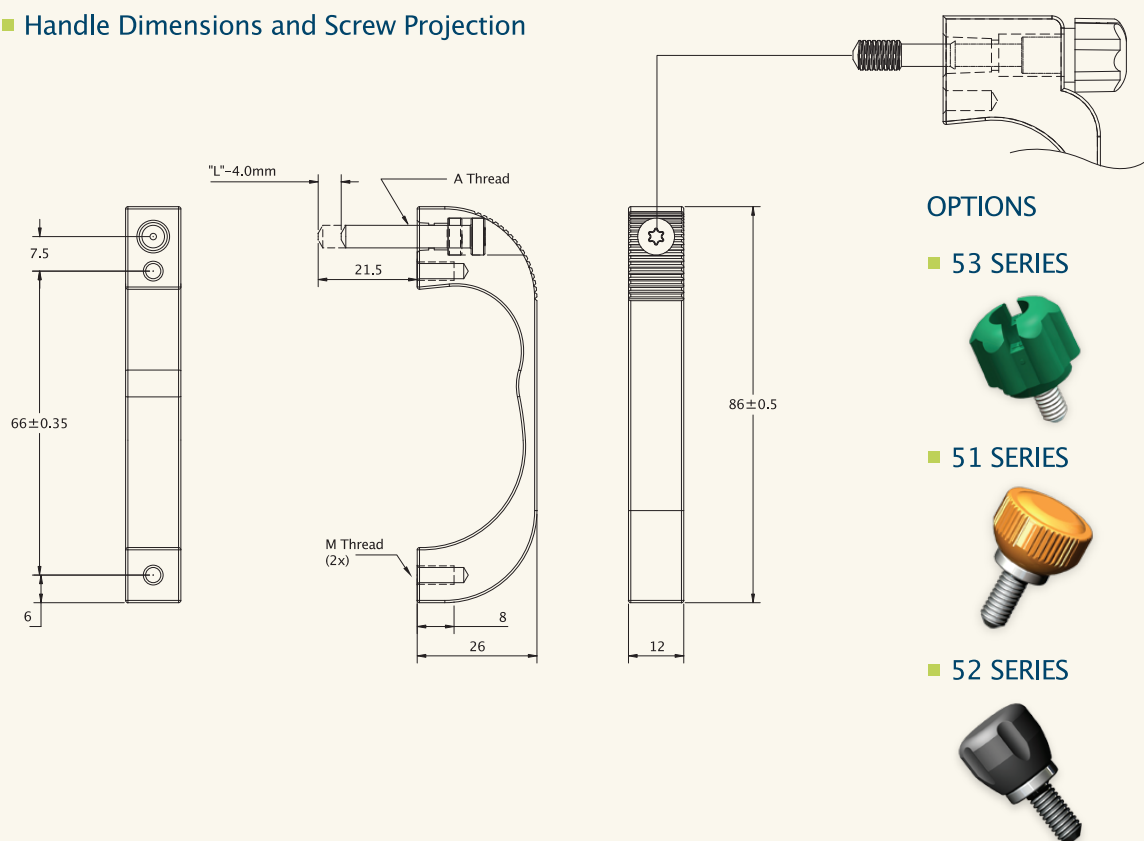 Handle Dimensions and Screw Projection
"L"-4.0mm
A Thread
7.5
21.5
66±0.35
86±0.5
M Thread
(2x)
6
8
26
12
OPTIONS
53 SERIES
51 SERIES
52 SERIES